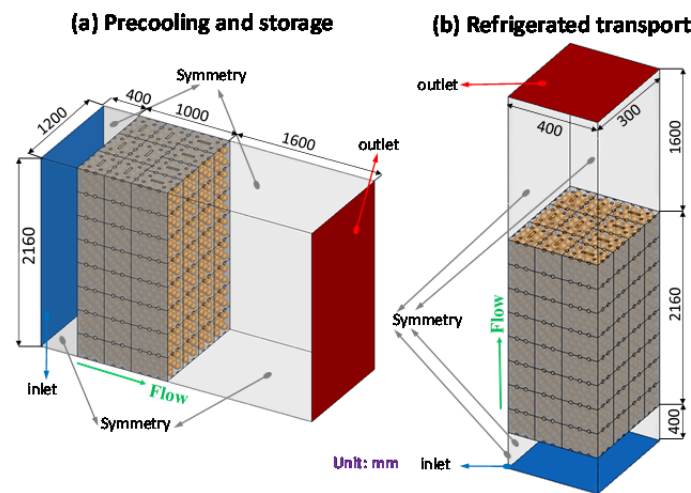 (a) Precooling and storage
Symmetry
1200
400
1000
1600
outlet
2160
inlet
Flow
Symmetry
(b) Refrigerated transport
outlet
400
300
1600
Symmetry
Flow
2160
400
inlet
Unit: mm